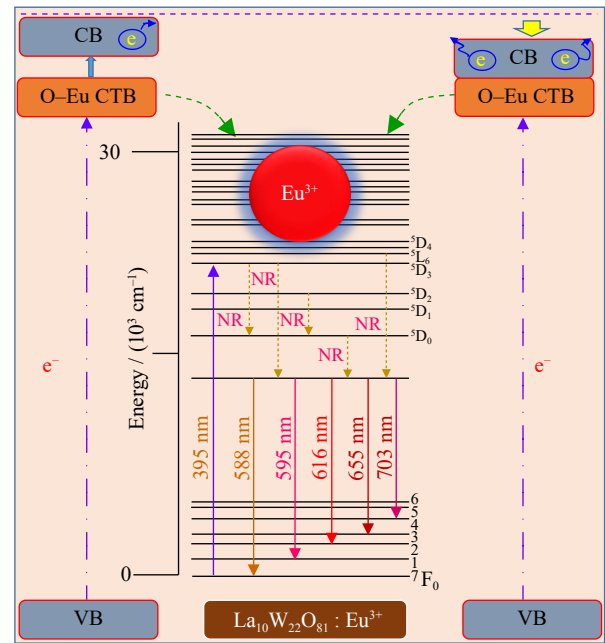 CB
e
e
CB
e
O–Eu CTB
O–Eu CTB
30
Eu³⁺
⁵D₄
⁵L₆
⁵D₃
NR
⁵D₂
NR
NR
NR
⁵D₁
⁵D₀
NR
Energy / (10³ cm⁻¹)
e⁻
e⁻
395 nm
588 nm
595 nm
616 nm
655 nm
703 nm
6
5
4
3
2
1
0
7
F₀
VB
La₁₀W₂₂O₈₁ : Eu³⁺
VB